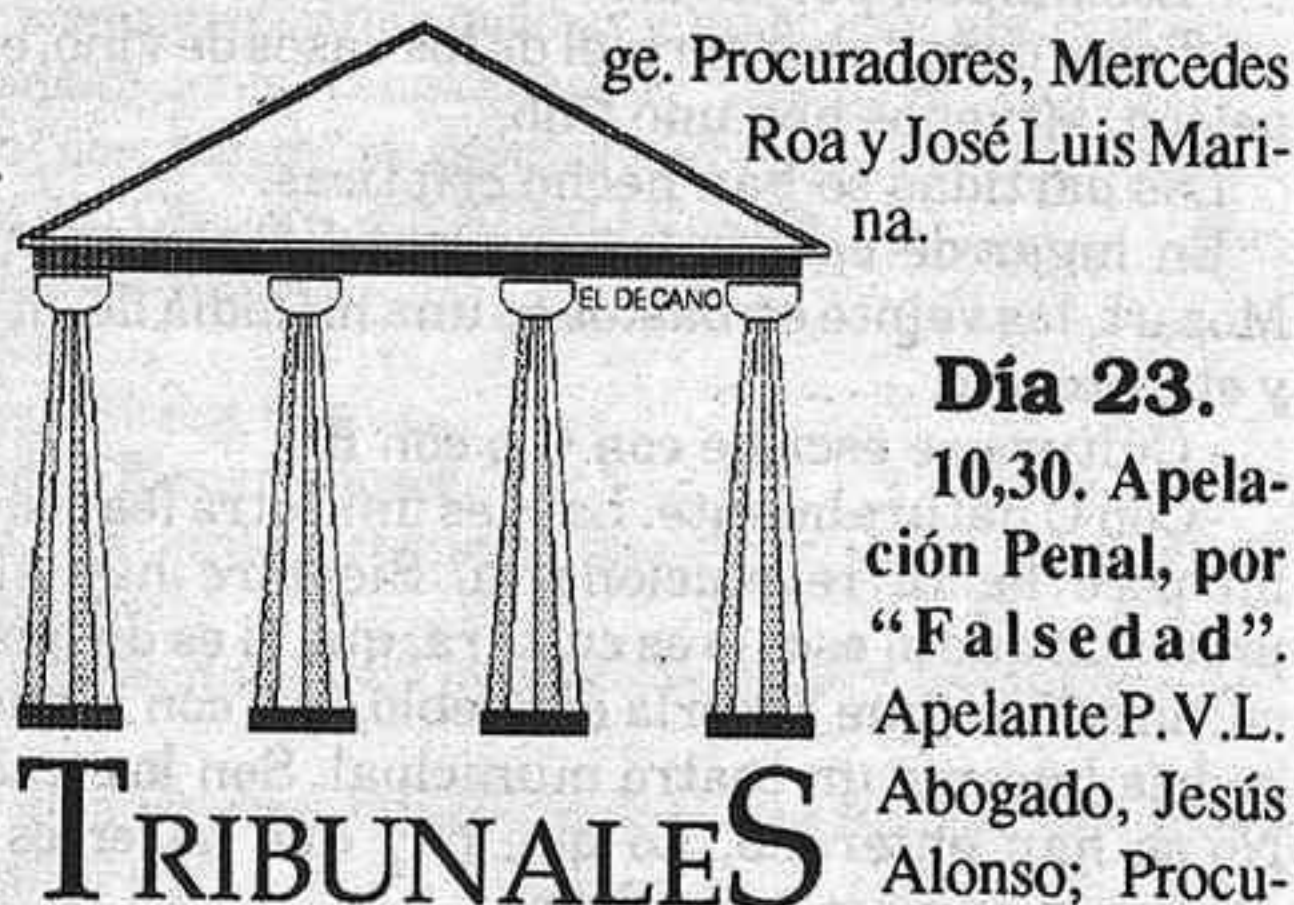 ge. Procuradores, Mercedes
Roa y José Luis Mari-
na.
EL DECANO
TRIBUNALES
Día 23.
10,30. Apela-
ción Penal, por
“Falsedad”.
Apelante P.V.L.
Abogado, Jesús
Alonso; Procu-